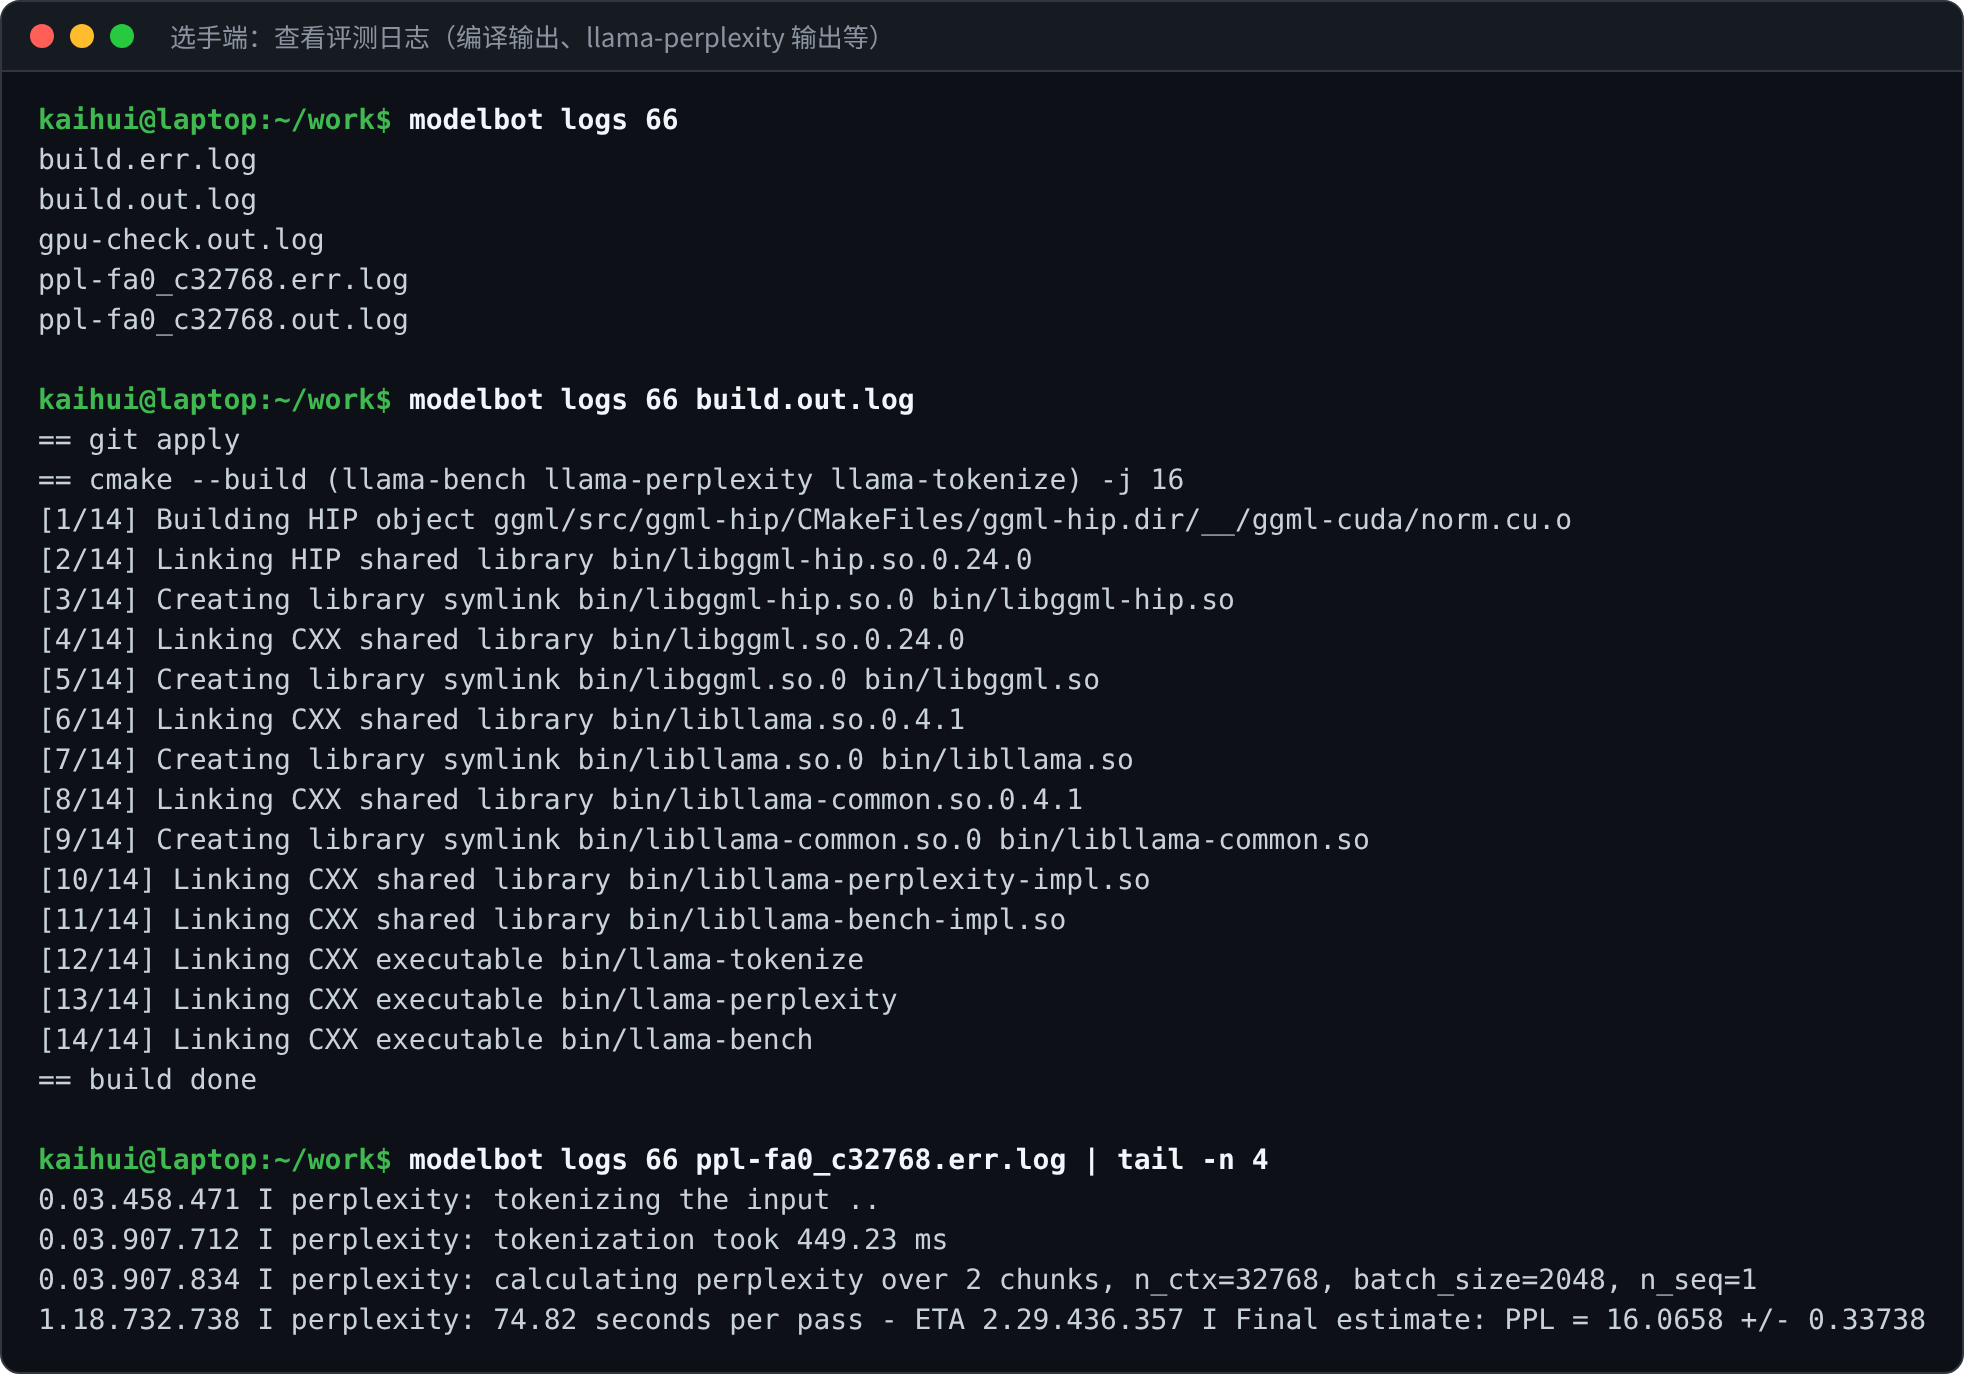 选手端：查看评测日志（编译输出、llama-perplexity 输出等）
kaihui@laptop:~/work$ modelbot logs 66
build.err.log
build.out.log
gpu-check.out.log
ppl-fa0_c32768.err.log
ppl-fa0_c32768.out.log
kaihui@laptop:~/work$ modelbot logs 66 build.out.log
== git apply
== cmake --build (llama-bench llama-perplexity llama-tokenize) -j 16
[1/14] Building HIP object ggml/src/ggml-hip/CMakeFiles/ggml-hip.dir/__/ggml-cuda/norm.cu.o
[2/14] Linking HIP shared library bin/libggml-hip.so.0.24.0
[3/14] Creating library symlink bin/libggml-hip.so.0 bin/libggml-hip.so
[4/14] Linking CXX shared library bin/libggml.so.0.24.0
[5/14] Creating library symlink bin/libggml.so.0 bin/libggml.so
[6/14] Linking CXX shared library bin/libllama.so.0.4.1
[7/14] Creating library symlink bin/libllama.so.0 bin/libllama.so
[8/14] Linking CXX shared library bin/libllama-common.so.0.4.1
[9/14] Creating library symlink bin/libllama-common.so.0 bin/libllama-common.so
[10/14] Linking CXX shared library bin/libllama-perplexity-impl.so
[11/14] Linking CXX shared library bin/libllama-bench-impl.so
[12/14] Linking CXX executable bin/llama-tokenize
[13/14] Linking CXX executable bin/llama-perplexity
[14/14] Linking CXX executable bin/llama-bench
== build done
kaihui@laptop:~/work$ modelbot logs 66 ppl-fa0_c32768.err.log | tail -n 4
0.03.458.471 I perplexity: tokenizing the input ..
0.03.907.712 I perplexity: tokenization took 449.23 ms
0.03.907.834 I perplexity: calculating perplexity over 2 chunks, n_ctx=32768, batch_size=2048, n_seq=1
1.18.732.738 I perplexity: 74.82 seconds per pass - ETA 2.29.436.357 I Final estimate: PPL = 16.0658 +/- 0.33738